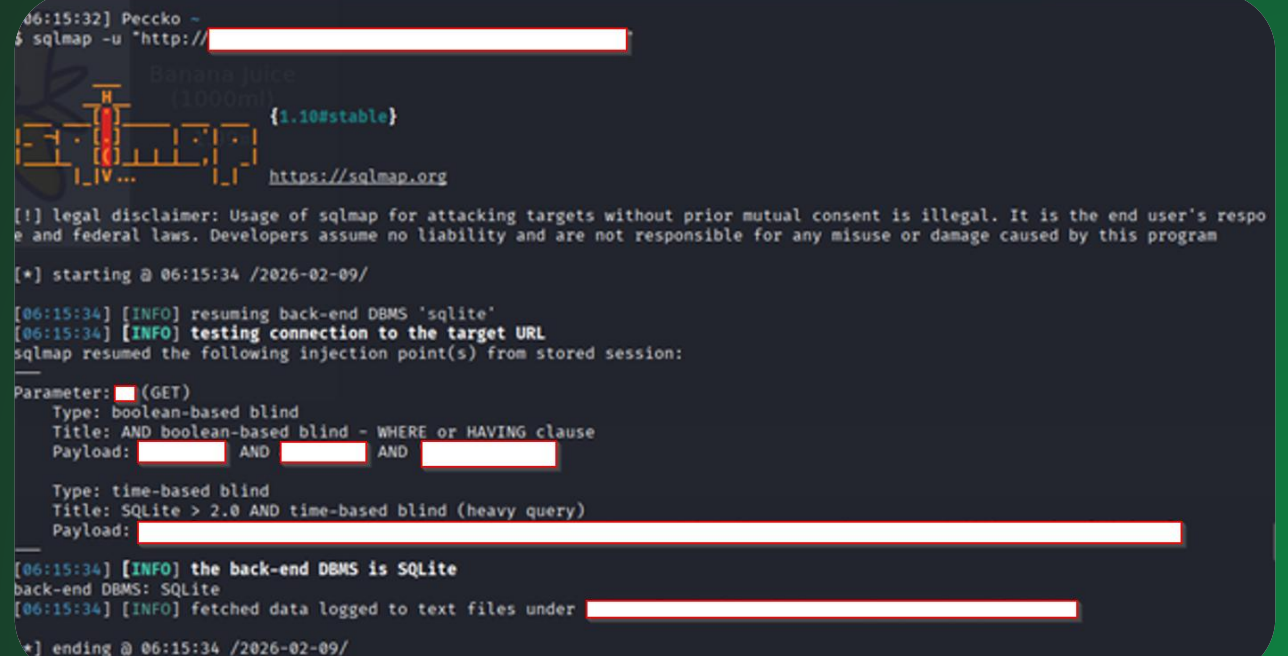 06:15:32] Peccko ~
$ sqlmap -u "http://
Banana Juice
(1000ml)
{1.10#stable}
https://sqlmap.org
[!] legal disclaimer: Usage of sqlmap for attacking targets without prior mutual consent is illegal. It is the end user's respo
e and federal laws. Developers assume no liability and are not responsible for any misuse or damage caused by this program
[*] starting @ 06:15:34 /2026-02-09/
[06:15:34] [INFO] resuming back-end DBMS 'sqlite'
[06:15:34] [INFO] testing connection to the target URL
sqlmap resumed the following injection point(s) from stored session:
Parameter: (GET)
Type: boolean-based blind
Title: AND boolean-based blind - WHERE or HAVING clause
Payload: AND AND
Type: time-based blind
Title: SQLite > 2.0 AND time-based blind (heavy query)
Payload:
[06:15:34] [INFO] the back-end DBMS is SQLite
back-end DBMS: SQLite
[06:15:34] [INFO] fetched data logged to text files under
*] ending @ 06:15:34 /2026-02-09/